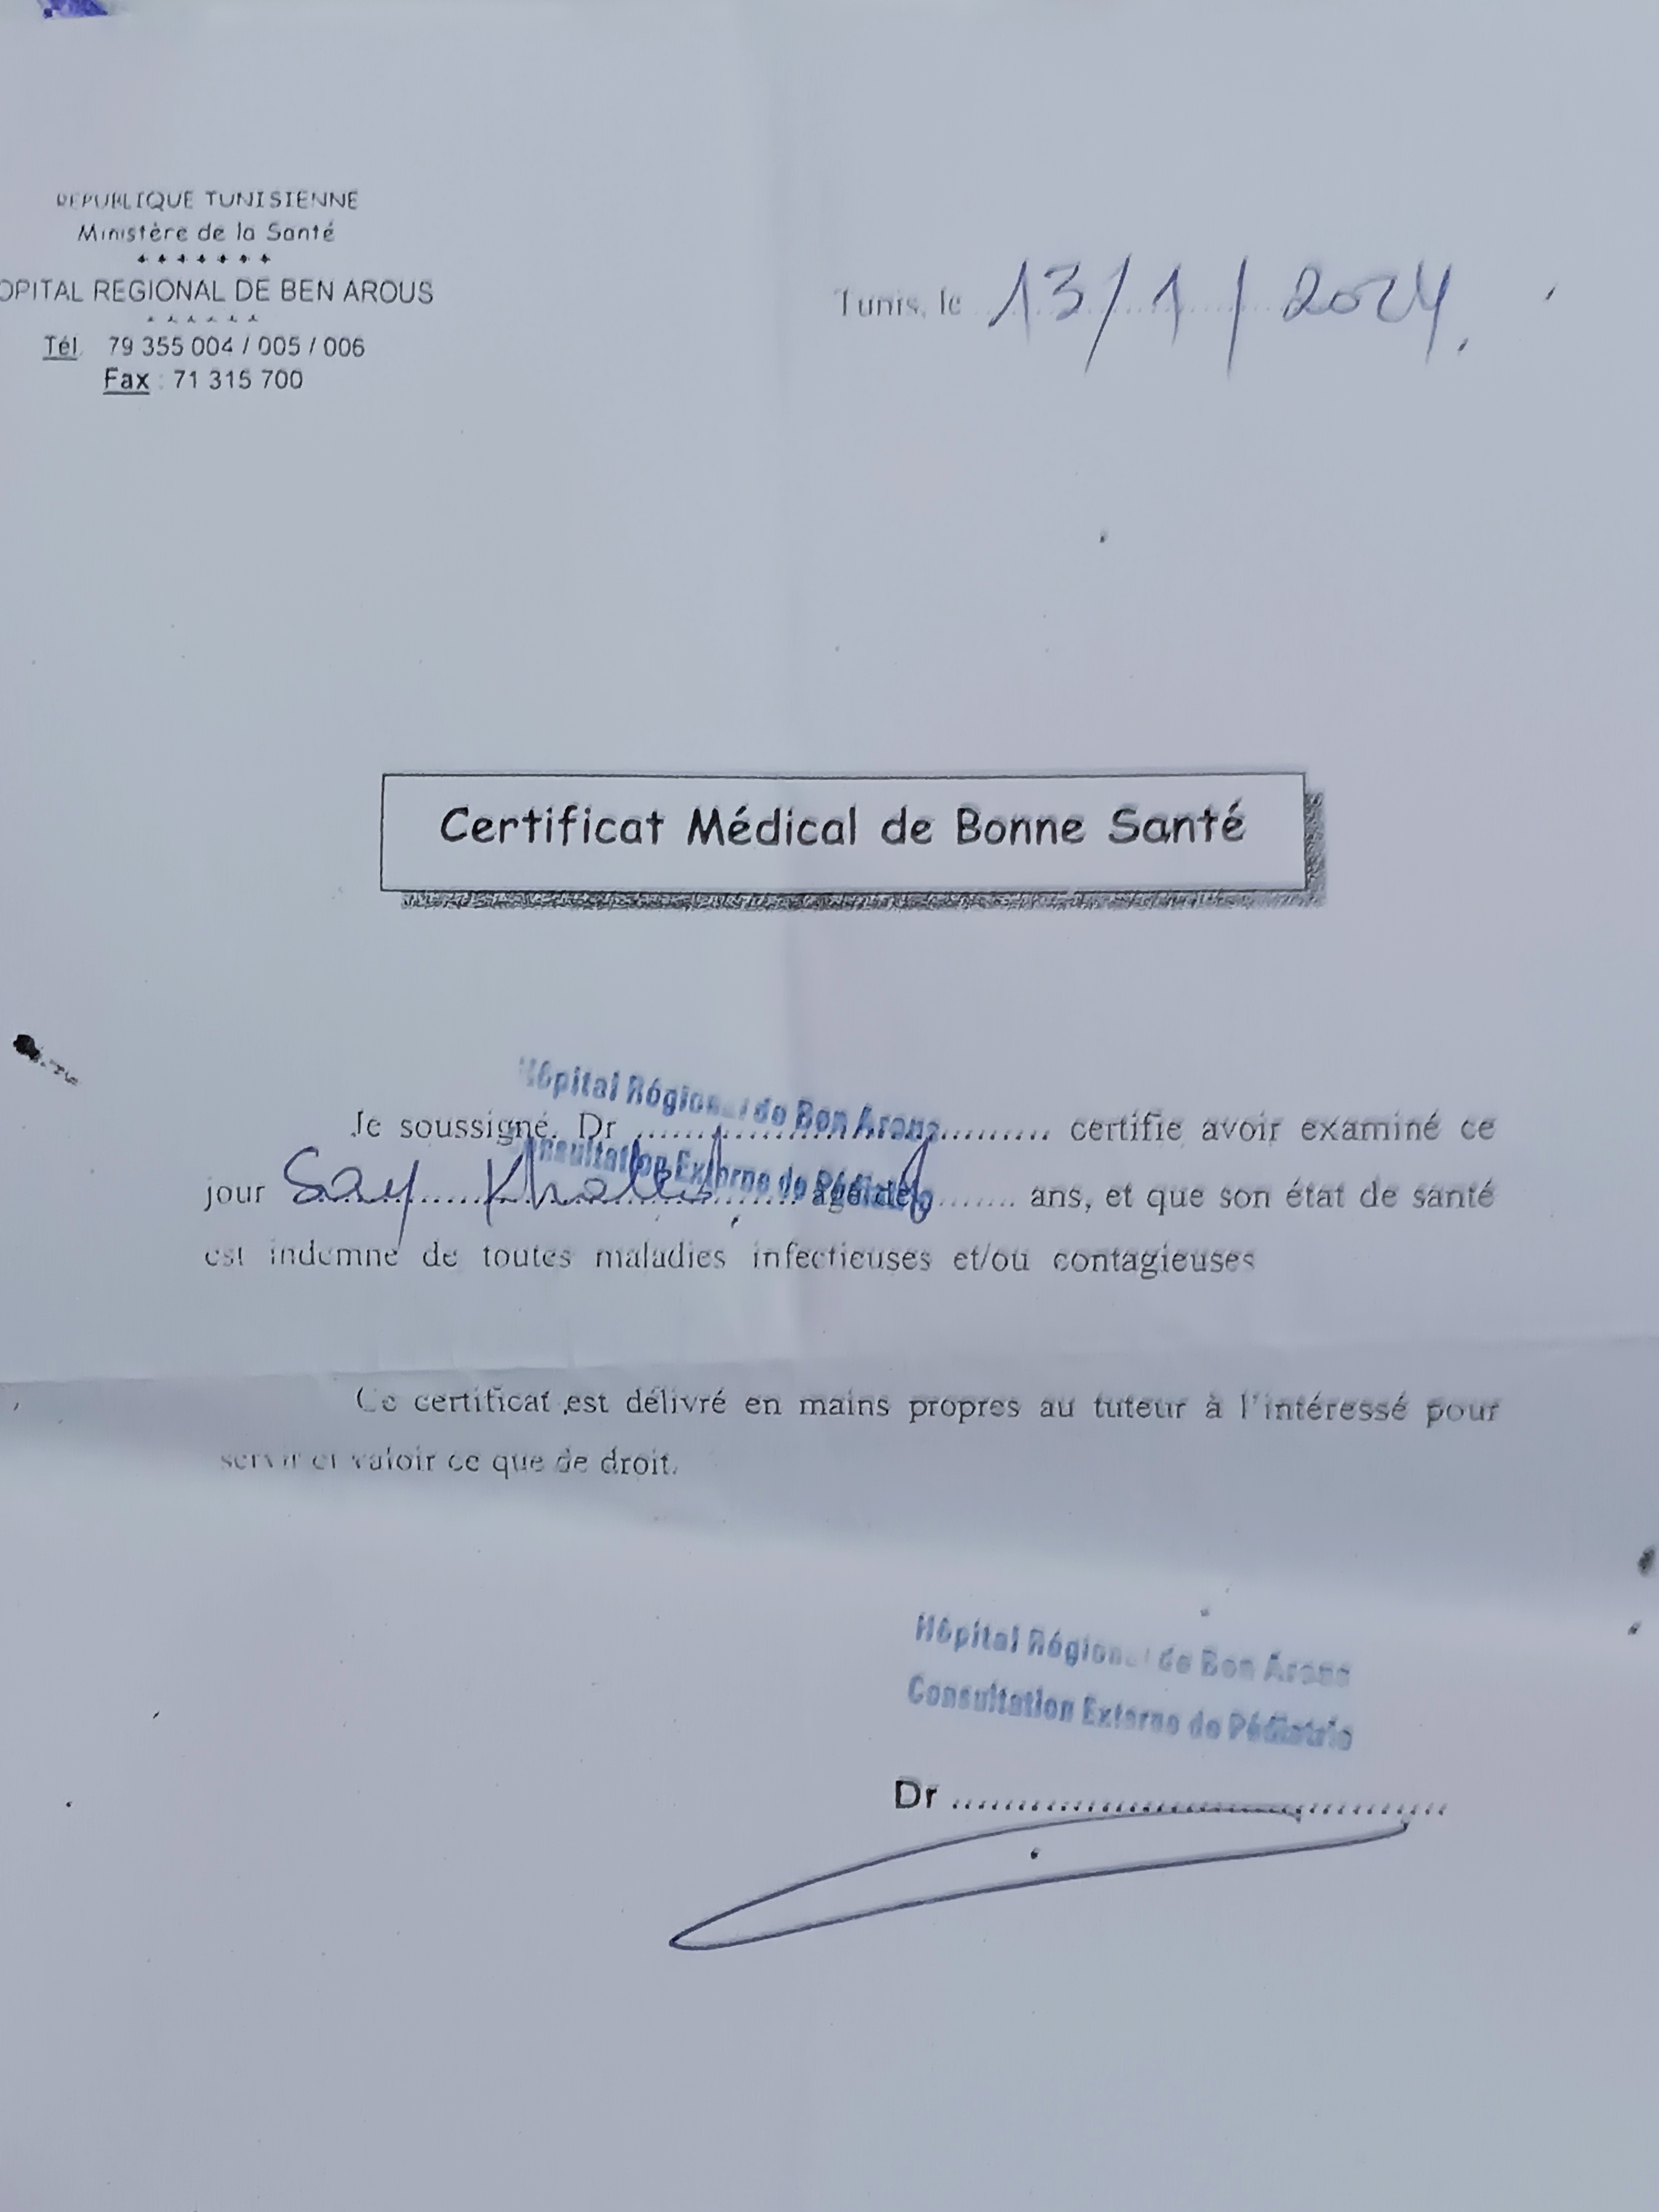 REPUBLIQUE TUNISIENNE
Ministère de la Santé
OPITAL REGIONAL DE BEN AROUS
Tél 79 355 004 / 005 / 006
Fax : 71 315 700
Tunis, le 13/1/2024.
Certificat Médical de Bonne Santé
Hôpital Régional de Ben Arous
Je soussigné, Dr .......... certifie avoir examiné ce
Consultation Externe de Pédiatrie
jour .......... agé de .......... ans, et que son état de santé
est indemne de toutes maladies infectieuses et/ou contagieuses
Ce certificat est délivré en mains propres au tuteur à l'intéressé pour
servir et valoir ce que de droit.
Hôpital Régional de Ben Arous
Consultation Externe de Pédiatrie
Dr ..........